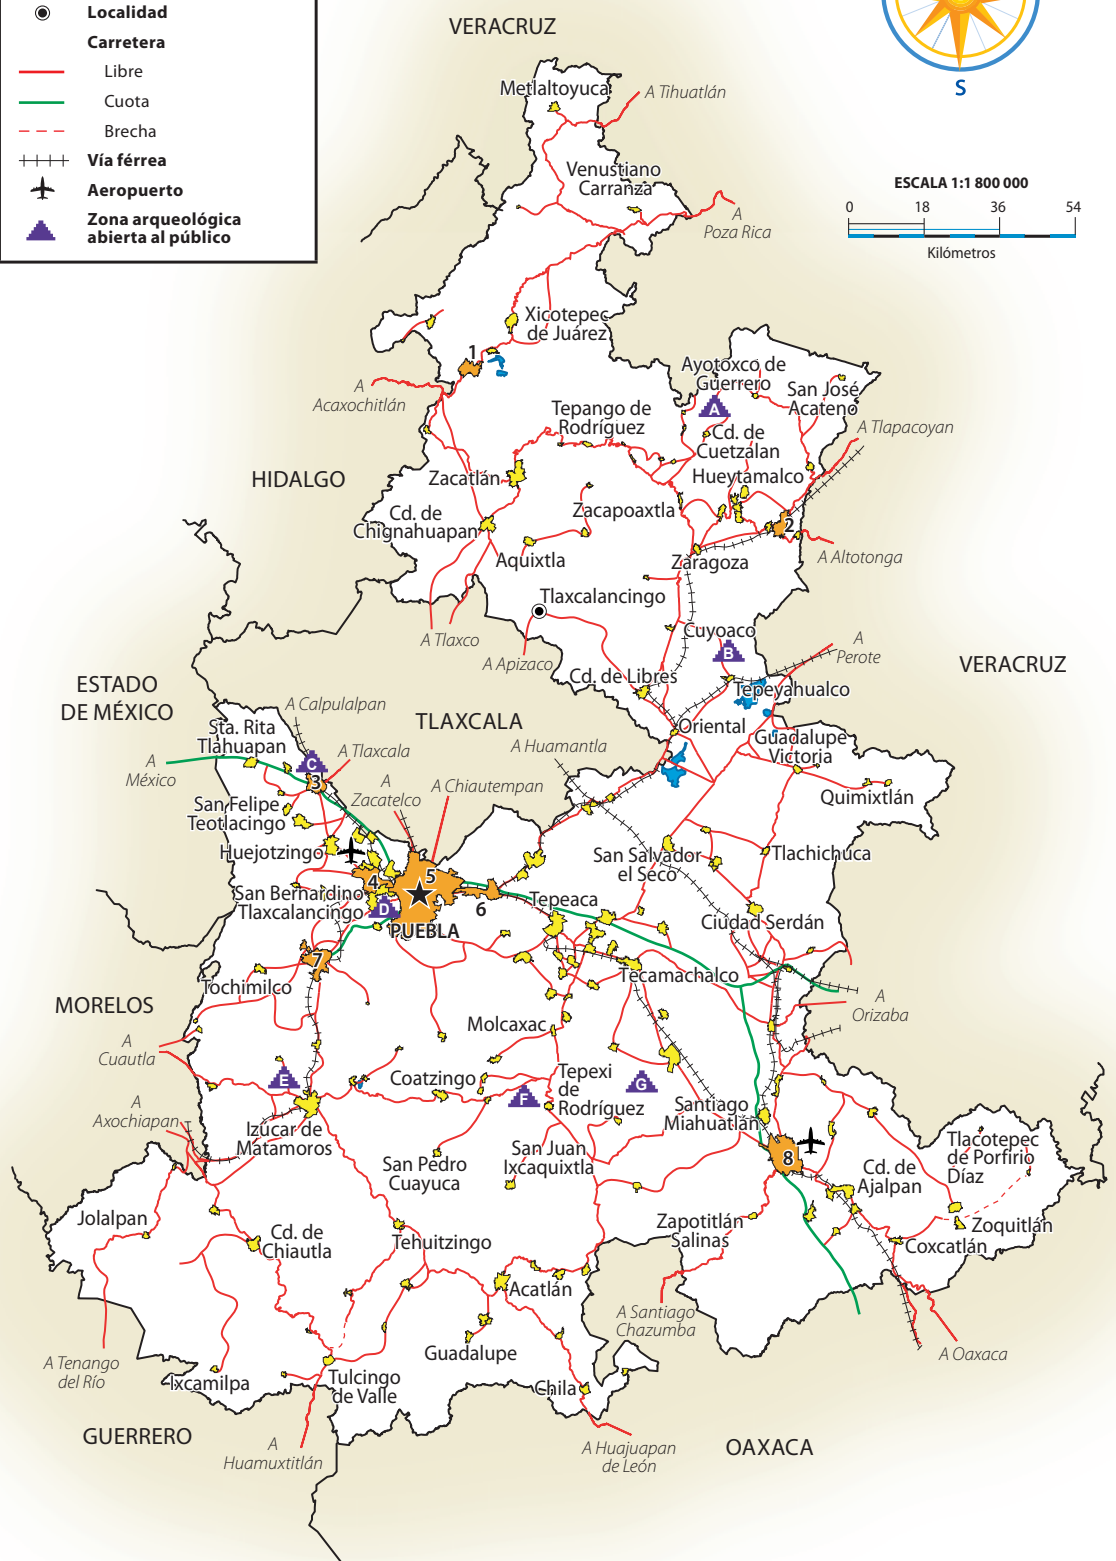 Localidad
Carretera
Libre
Cuota
Brecha
Vía férrea
Aeropuerto
Zona arqueológica
abierta al público
S
ESCALA 1:1 800 000
0 18 36 54
Kilómetros
VERACRUZ
Metlaltoyuca
A Tihuatlán
Venustiano
Carranza
A
Poza Rica
Xicotepec
de Juárez
1
A
Acaxochitlán
Ayotoxco de
Guerrero
San José
Acateno
A
Tepango de
Rodríguez
Cd. de
Cuetzalan
A Tlapacoyan
HIDALGO
Zacatlán
Hueytamalco
Cd. de
Chignahuapan
Zacapoaxtla
2
Aquixtla
Zaragoza
A Altotonga
Tlaxcalancingo
A Tlaxco
A Apizaco
Cuyoaco
B
A
Perote
VERACRUZ
Cd. de Libres
Tepeyahualco
ESTADO
DE MÉXICO
A Calpulalpan
TLAXCALA
Oriental
Sta. Rita
Tlahuapan
A Huamantla
Guadalupe
Victoria
A
México
C
A Tlaxcala
3
A
Zacatelco
A Chiautempan
Quimixtlán
San Felipe
Teotlacingo
Huejotzingo
San Salvador
el Seco
Tlachichuca
4
5
San Bernardino
Tlaxcalancingo
D
6
Tepeaca
PUEBLA
Ciudad Serdán
7
Tochimilco
Tecamachalco
MORELOS
A
Cuautla
Molcaxac
A
Orizaba
E
Coatzingo
F
Tepexi
de
Rodríguez
G
A
Axochiapan
Izúcar de
Matamoros
Santiago
Miahuatlán
San Juan
Ixcaquixtla
San Pedro
Cuayuca
8
Tlacotepec
de Porfirio
Díaz
Cd. de
Ajalpan
Jolalpan
Cd. de
Chiautla
Tehuitzingo
Zapotitlán
Salinas
Zoquitlán
Coxcatlán
Acatlán
A Santiago
Chazumba
A Tenango
del Río
Guadalupe
A Oaxaca
Ixcamilpa
Tulcingo
de Valle
Chila
GUERRERO
A
Huamuxtitlán
A Huajuapan
de León
OAXACA